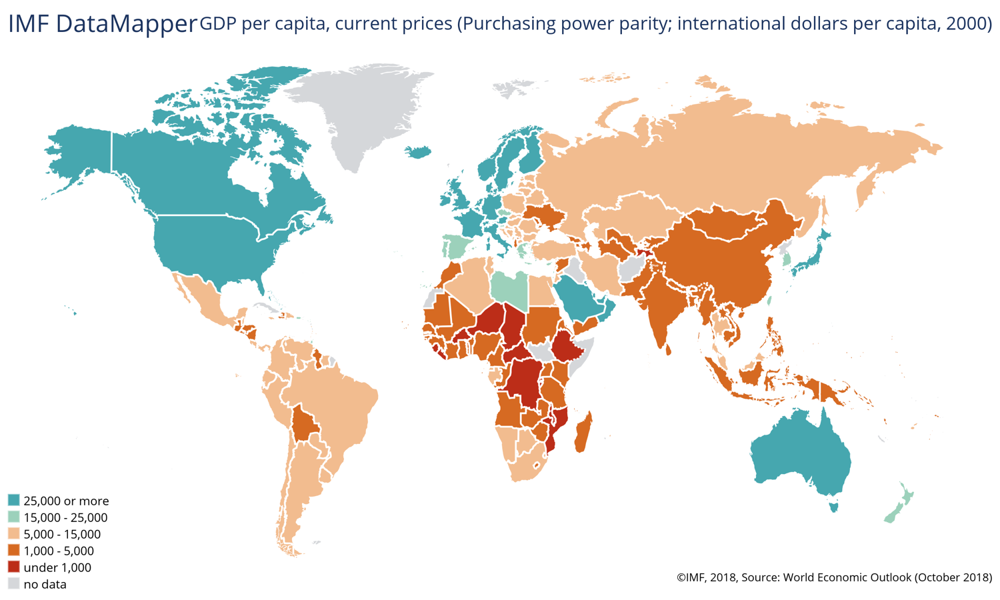 IMF DataMapper GDP per capita, current prices (Purchasing power parity; international dollars per capita, 2000)
25,000 or more
15,000 - 25,000
5,000 - 15,000
1,000 - 5,000
under 1,000
no data
©IMF, 2018, Source: World Economic Outlook (October 2018)